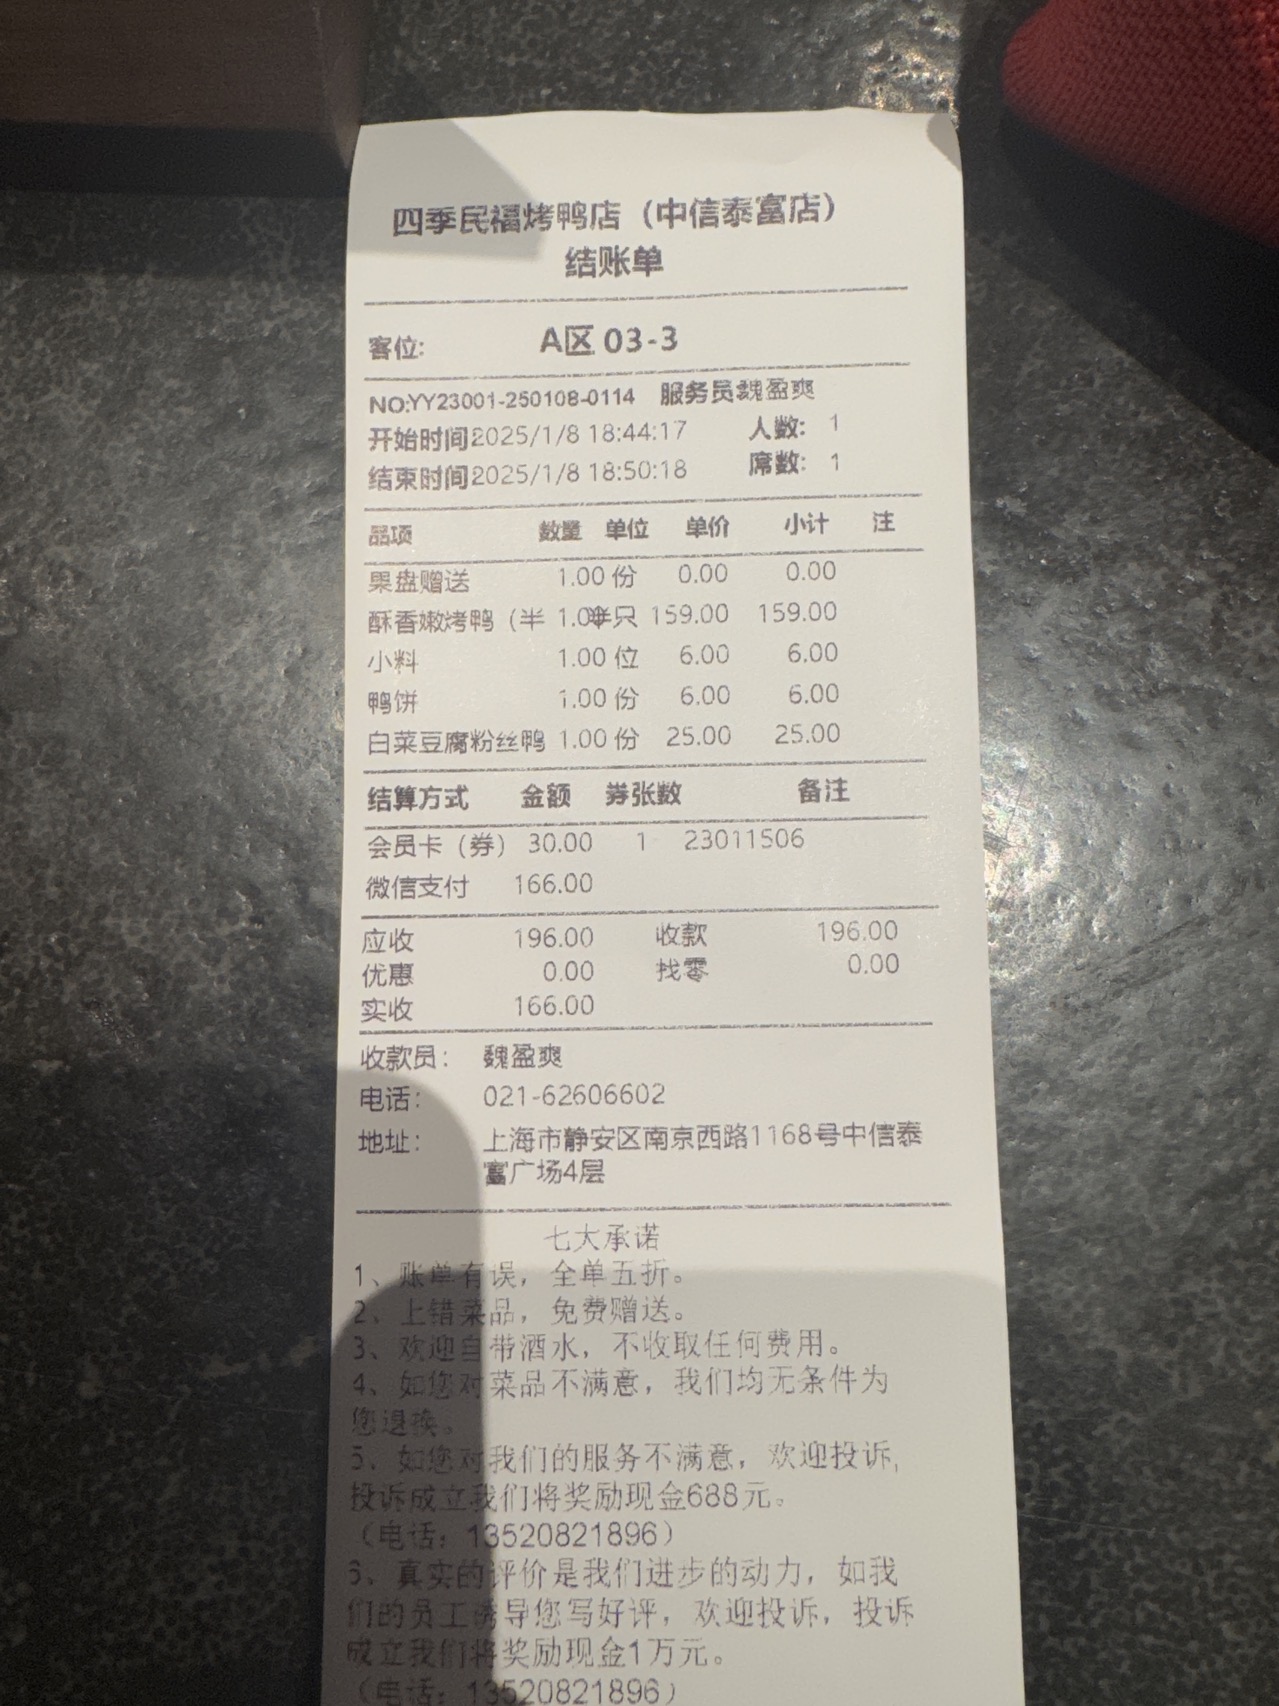 四季民福烤鸭店（中信泰富店）
结账单
客位: A区 03-3
NO:YY23001-250108-0114 服务员魏盈爽
开始时间2025/1/8 18:44:17 人数: 1
结束时间2025/1/8 18:50:18 席数: 1
品项 数量 单位 单价 小计 注
果盘赠送 1.00 份 0.00 0.00
酥香嫩烤鸭（半 1.00半只 159.00 159.00
小料 1.00 位 6.00 6.00
鸭饼 1.00 份 6.00 6.00
白菜豆腐粉丝鸭 1.00 份 25.00 25.00
结算方式 金额 券张数 备注
会员卡（券） 30.00 1 23011506
微信支付 166.00
应收 196.00 收款 196.00
优惠 0.00 找零 0.00
实收 166.00
收款员: 魏盈爽
电话: 021-62606602
地址: 上海市静安区南京西路1168号中信泰
富广场4层
七大承诺
1、账单有误，全单五折。
2、上错菜品，免费赠送。
3、欢迎自带酒水，不收取任何费用。
4、如您对菜品不满意，我们均无条件为
您退换。
5、如您对我们的服务不满意，欢迎投诉，
投诉成立我们将奖励现金688元。
（电话：13520821896）
6、真实的评价是我们进步的动力，如我
们的员工诱导您写好评，欢迎投诉，投诉
成立我们将奖励现金1万元。
（电话：13520821896）